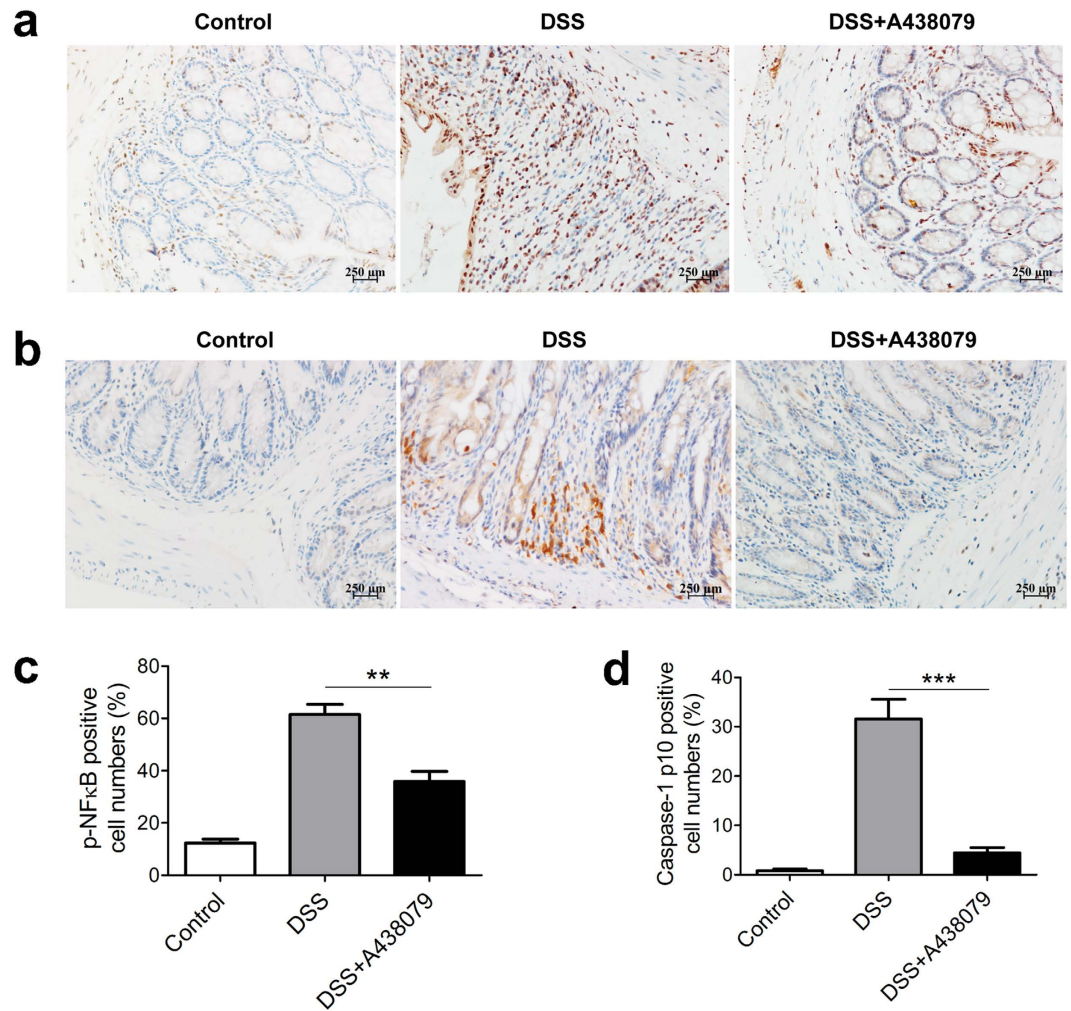 a
Control
DSS
DSS+A438079
250 μm
250 μm
250 μm
b
Control
DSS
DSS+A438079
250 μm
250 μm
250 μm
c
p-NFκB positive
cell numbers (%)
80
60
40
20
0
**
Control
DSS
DSS+A438079
d
Caspase-1 p10 positive
cell numbers (%)
40
30
20
10
0
***
Control
DSS
DSS+A438079